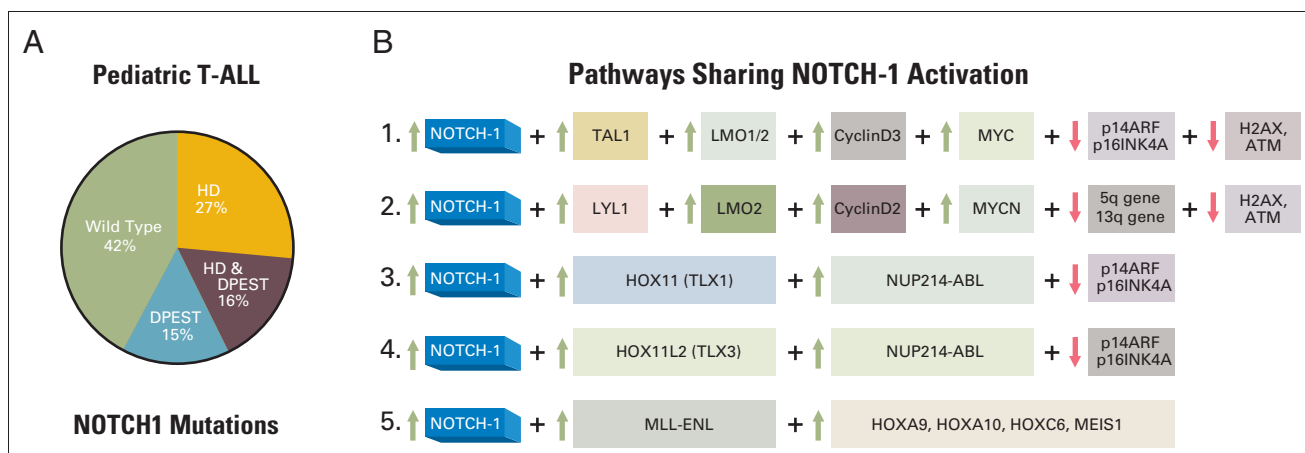 A
Pediatric T-ALL
HD
27%
Wild Type
42%
HD &
DPEST
16%
DPEST
15%
NOTCH1 Mutations
B
Pathways Sharing NOTCH-1 Activation
1. NOTCH-1 + TAL1 + LMO1/2 + CyclinD3 + MYC + p14ARF p16INK4A + H2AX, ATM
2. NOTCH-1 + LYL1 + LMO2 + CyclinD2 + MYCN + 5q gene 13q gene + H2AX, ATM
3. NOTCH-1 + HOX11 (TLX1) + NUP214-ABL + p14ARF p16INK4A
4. NOTCH-1 + HOX11L2 (TLX3) + NUP214-ABL + p14ARF p16INK4A
5. NOTCH-1 + MLL-ENL + HOXA9, HOXA10, HOXC6, MEIS1